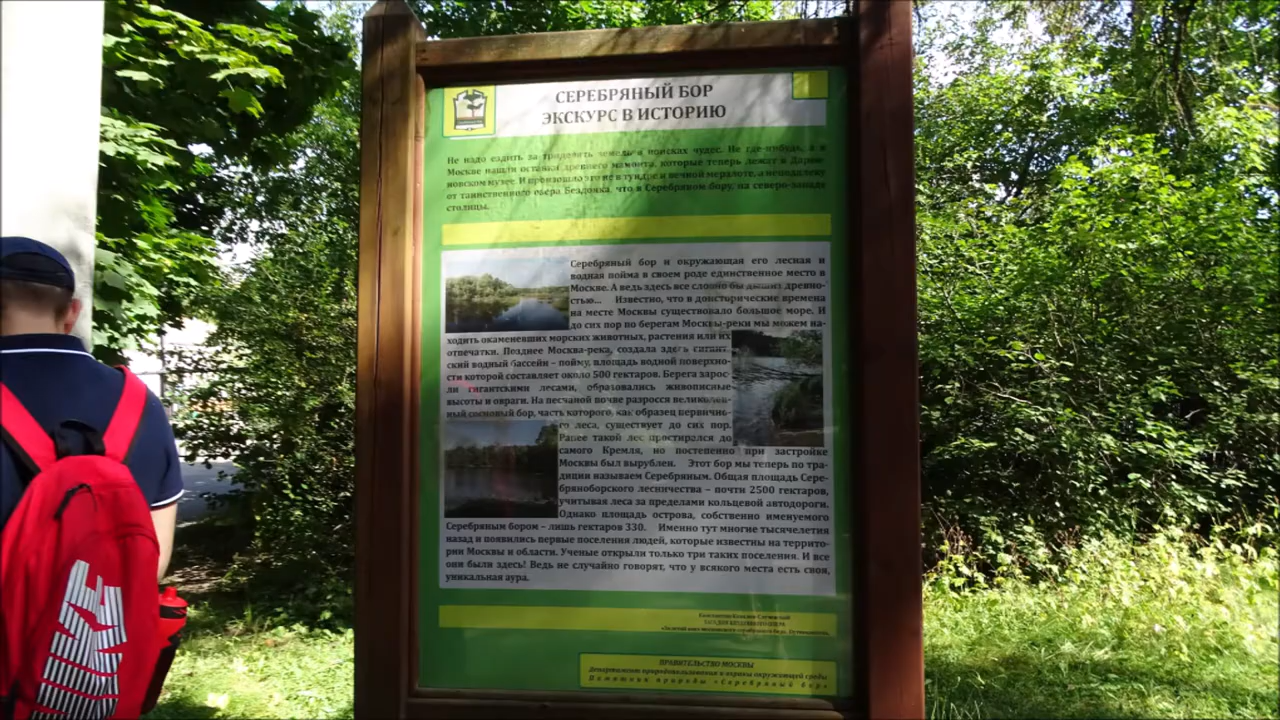 СЕРЕБРЯНЫЙ БОР
ЭКСКУРС В ИСТОРИЮ
Не надо ездить за тридевять земель в поисках чудес. Не где-нибудь, а в
Москве нашли останки древнего мамонта, которые теперь лежат в Дарви-
новском музее. И произошло это не в тундре и вечной мерзлоте, а неподалеку
от таинственного озера Бездонка, что в Серебряном бору, на северо-западе
столицы.
Серебряный бор и окружающая его лесная и
водная пойма в своем роде единственное место в
Москве. А ведь здесь все словно бы дышит древно-
стью... Известно, что в доисторические времена
на месте Москвы существовало большое море. И
до сих пор по берегам Москвы-реки мы можем на-
ходить окаменевших морских животных, растения или их
отпечатки. Позднее Москва-река, создала здесь гигант-
ский водный бассейн – пойму, площадь водной поверхно-
сти которой составляет около 500 гектаров. Берега зарос-
ли гигантскими лесами, образовались живописные
высоты и овраги. На песчаной почве разросся великолеп-
ный сосновый бор, часть которого, как образец первично-
го леса, существует до сих пор.
Ранее такой лес простирался до
самого Кремля, но постепенно при застройке
Москвы был вырублен. Этот бор мы теперь по тра-
диции называем Серебряным. Общая площадь Сере-
бряноборского лесничества – почти 2500 гектаров,
учитывая леса за пределами кольцевой автодороги.
Однако площадь острова, собственно именуемого
Серебряным бором – лишь гектаров 330. Именно тут многие тысячелетия
назад и появились первые поселения людей, которые известны на террито-
рии Москвы и области. Ученые открыли только три таких поселения. И все
они были здесь! Ведь не случайно говорят, что у всякого места есть своя,
уникальная аура.
ПРАВИТЕЛЬСТВО МОСКВЫ
Департамент природопользования и охраны окружающей среды
Памятник природы «Серебряный бор»
NIKE